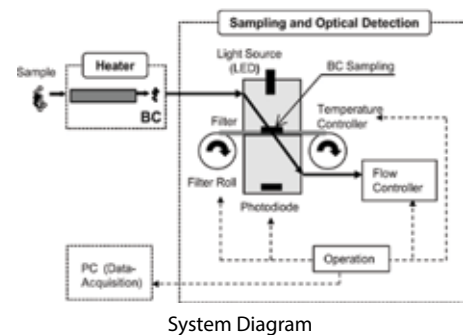 Sampling and Optical Detection
Heater
Sample
BC
Light Source
(LED)
BC Sampling
Filter
Temperature
Controller
Filter Roll
Photodiode
Flow
Controller
Operation
PC (Data-
Acquisition)
System Diagram